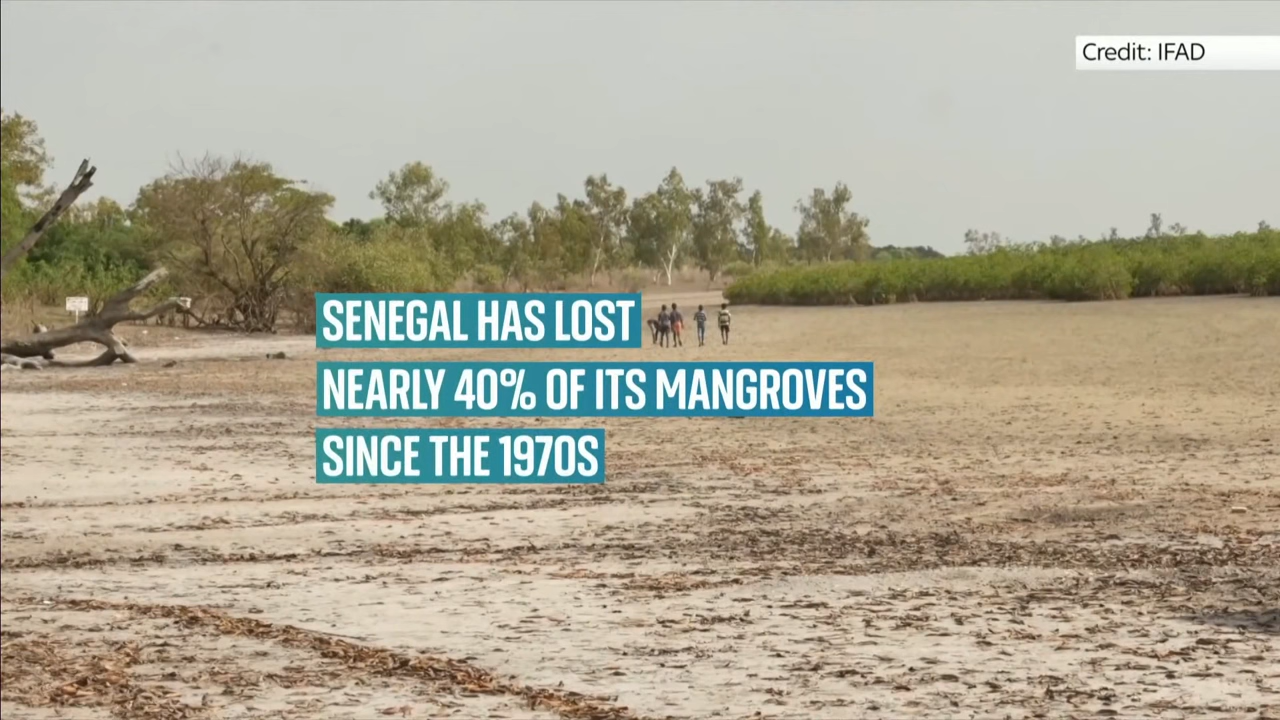 Credit: IFAD
SENEGAL HAS LOST
NEARLY 40% OF ITS MANGROVES
SINCE THE 1970S